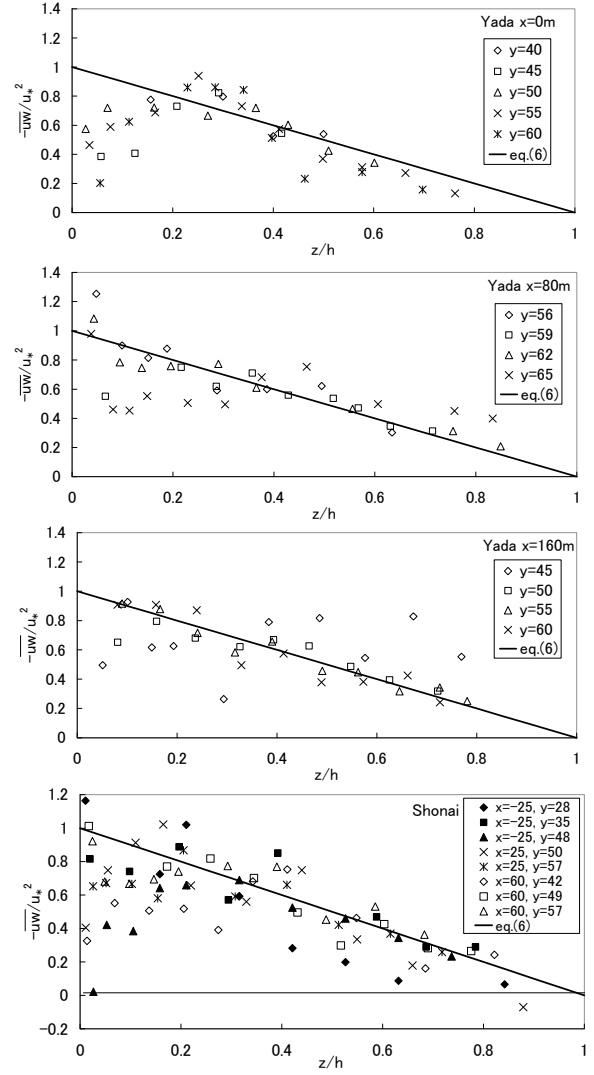 Yada x=0m
1.4
1.2
1
0.8
0.6
0.4
0.2
0
0 0.2 0.4 0.6 0.8 1
z/h
-uw/u*²
y=40
y=45
y=50
y=55
y=60
eq.(6)
Yada x=80m
1.4
1.2
1
0.8
0.6
0.4
0.2
0
0 0.2 0.4 0.6 0.8 1
z/h
-uw/u*²
y=56
y=59
y=62
y=65
eq.(6)
Yada x=160m
1.4
1.2
1
0.8
0.6
0.4
0.2
0
0 0.2 0.4 0.6 0.8 1
z/h
-uw/u*²
y=45
y=50
y=55
y=60
eq.(6)
Shonai
1.2
1
0.8
0.6
0.4
0.2
0
-0.2
0 0.2 0.4 0.6 0.8 1
z/h
-uw/u*²
x=-25, y=28
x=-25, y=35
x=-25, y=48
x=25, y=50
x=25, y=57
x=60, y=42
x=60, y=49
x=60, y=57
eq.(6)